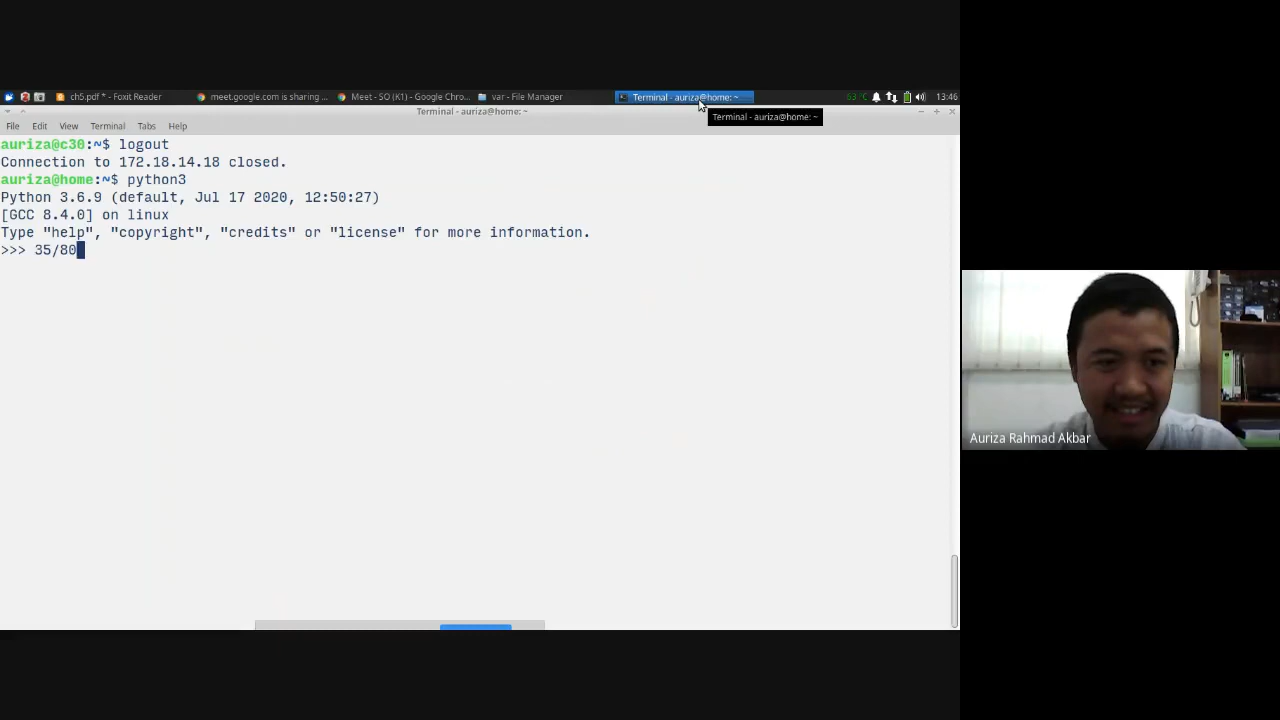 ch5.pdf * - Foxit Reader
meet.google.com is sharing ...
Meet - SO (K1) - Google Chro...
var - File Manager
Terminal - auriza@home: ~
63 °C
13:46
Terminal - auriza@home: ~
Terminal - auriza@home: ~
File Edit View Terminal Tabs Help
auriza@c30:~$ logout
Connection to 172.18.14.18 closed.
auriza@home:~$ python3
Python 3.6.9 (default, Jul 17 2020, 12:50:27)
[GCC 8.4.0] on linux
Type "help", "copyright", "credits" or "license" for more information.
>>> 35/80
Auriza Rahmad Akbar